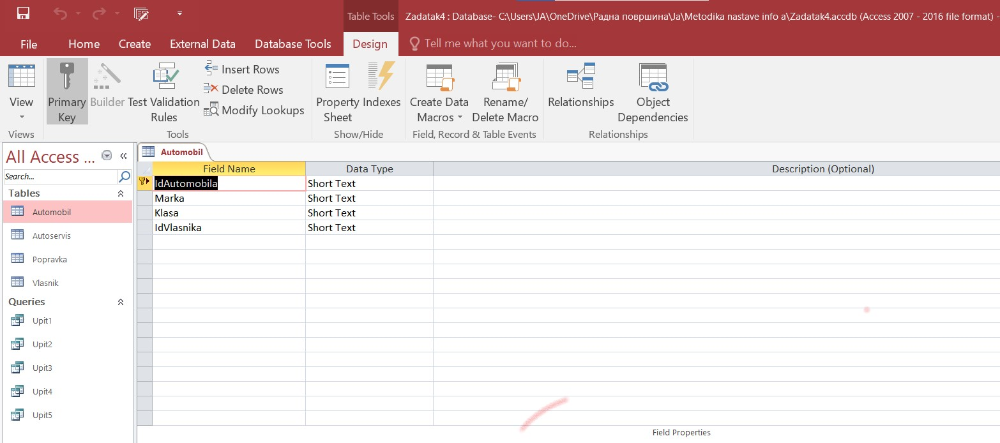 Table Tools Zadatak4 : Database- C:\Users\JA\OneDrive\Радна површина\Ja\Metodika nastave info a\Zadatak4.accdb (Access 2007 - 2016 file format) -
File Home Create External Data Database Tools Design Tell me what you want to do...
View
Views
Primary Key
Builder
Test Validation Rules
Insert Rows
Delete Rows
Modify Lookups
Tools
Property Sheet
Indexes
Show/Hide
Create Data Macros
Rename/ Delete Macro
Field, Record & Table Events
Relationships
Object Dependencies
Relationships
All Access ...
Search...
Tables
Automobil
Autoservis
Popravka
Vlasnik
Queries
Upit1
Upit2
Upit3
Upit4
Upit5
Automobil
Field Name Data Type Description (Optional)
IdAutomobila Short Text
Marka Short Text
Klasa Short Text
IdVlasnika Short Text
Field Properties